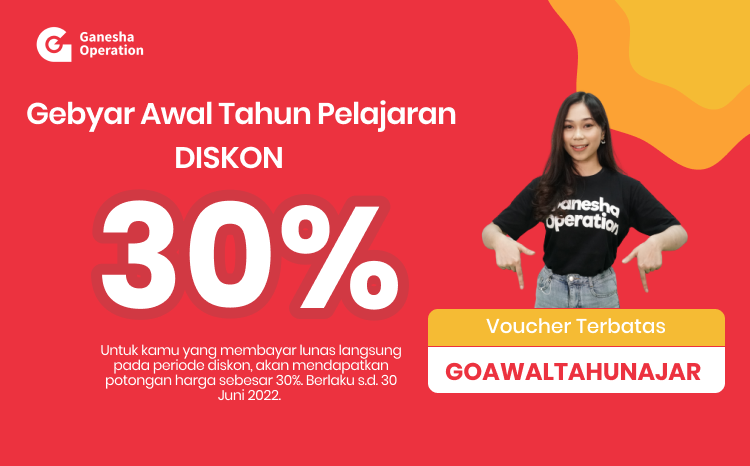 Ganesha
Operation
Gebyar Awal Tahun Pelajaran
DISKON
30%
Untuk kamu yang membayar lunas langsung
pada periode diskon, akan mendapatkan
potongan harga sebesar 30%. Berlaku s.d. 30
Juni 2022.
Ganesha
Operation
Voucher Terbatas
GOAWALTAHUNAJAR